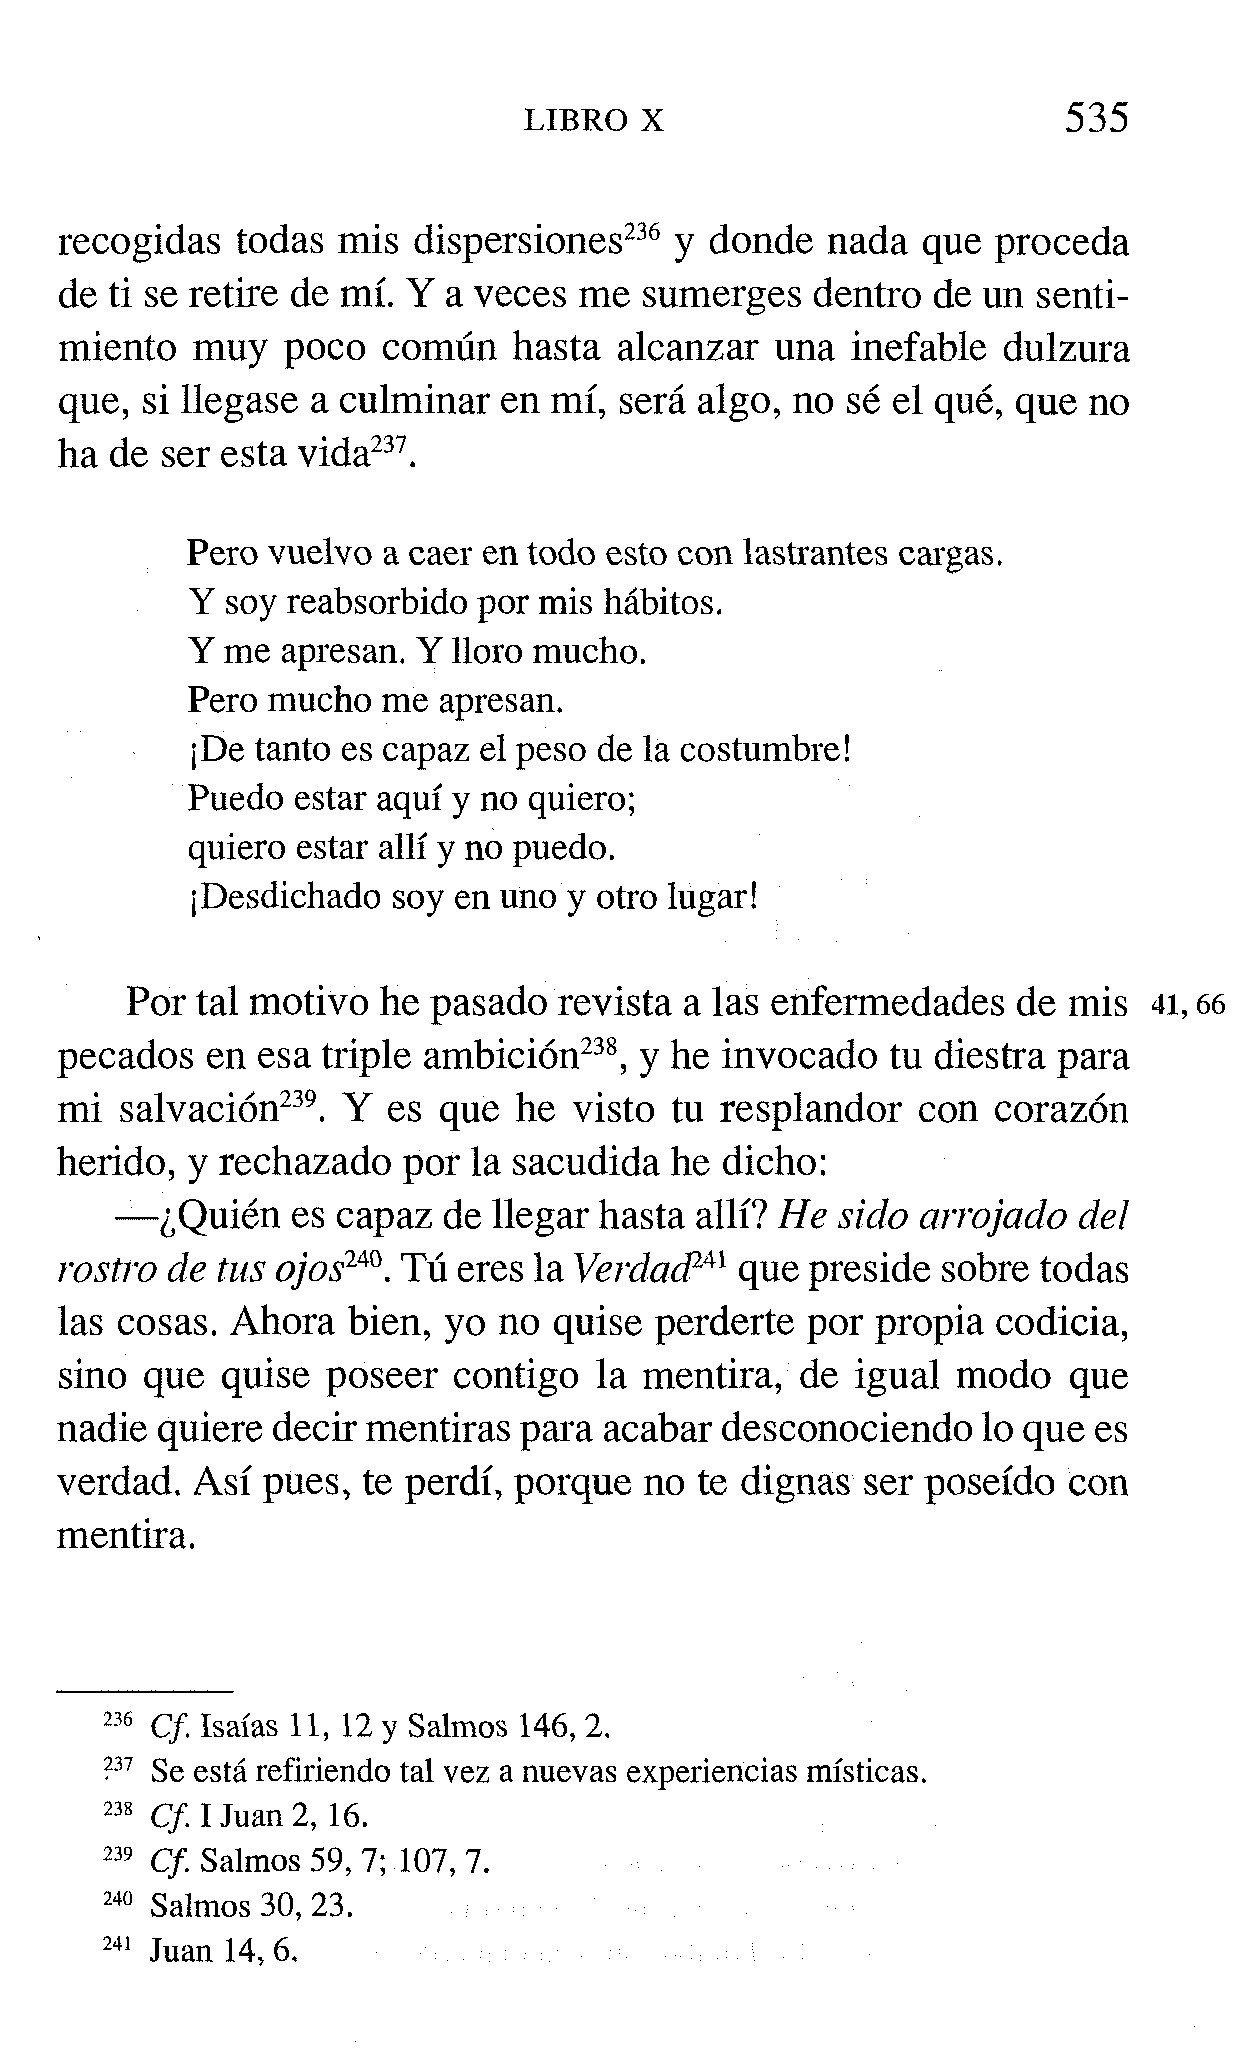 LIBRO X 535
recogidas todas mis dispersiones²³⁶ y donde nada que proceda
de ti se retire de mí. Y a veces me sumerges dentro de un senti-
miento muy poco común hasta alcanzar una inefable dulzura
que, si llegase a culminar en mí, será algo, no sé el qué, que no
ha de ser esta vida²³⁷.
Pero vuelvo a caer en todo esto con lastrantes cargas.
Y soy reabsorbido por mis hábitos.
Y me apresan. Y lloro mucho.
Pero mucho me apresan.
¡De tanto es capaz el peso de la costumbre!
Puedo estar aquí y no quiero;
quiero estar allí y no puedo.
¡Desdichado soy en uno y otro lugar!
Por tal motivo he pasado revista a las enfermedades de mis 41, 66
pecados en esa triple ambición²³⁸, y he invocado tu diestra para
mi salvación²³⁹. Y es que he visto tu resplandor con corazón
herido, y rechazado por la sacudida he dicho:
—¿Quién es capaz de llegar hasta allí? He sido arrojado del
rostro de tus ojos²⁴⁰. Tú eres la Verdad²⁴¹ que preside sobre todas
las cosas. Ahora bien, yo no quise perderte por propia codicia,
sino que quise poseer contigo la mentira, de igual modo que
nadie quiere decir mentiras para acabar desconociendo lo que es
verdad. Así pues, te perdí, porque no te dignas ser poseído con
mentira.
²³⁶ Cf. Isaías 11, 12 y Salmos 146, 2.
²³⁷ Se está refiriendo tal vez a nuevas experiencias místicas.
²³⁸ Cf. I Juan 2, 16.
²³⁹ Cf. Salmos 59, 7; 107, 7.
²⁴⁰ Salmos 30, 23.
²⁴¹ Juan 14, 6.